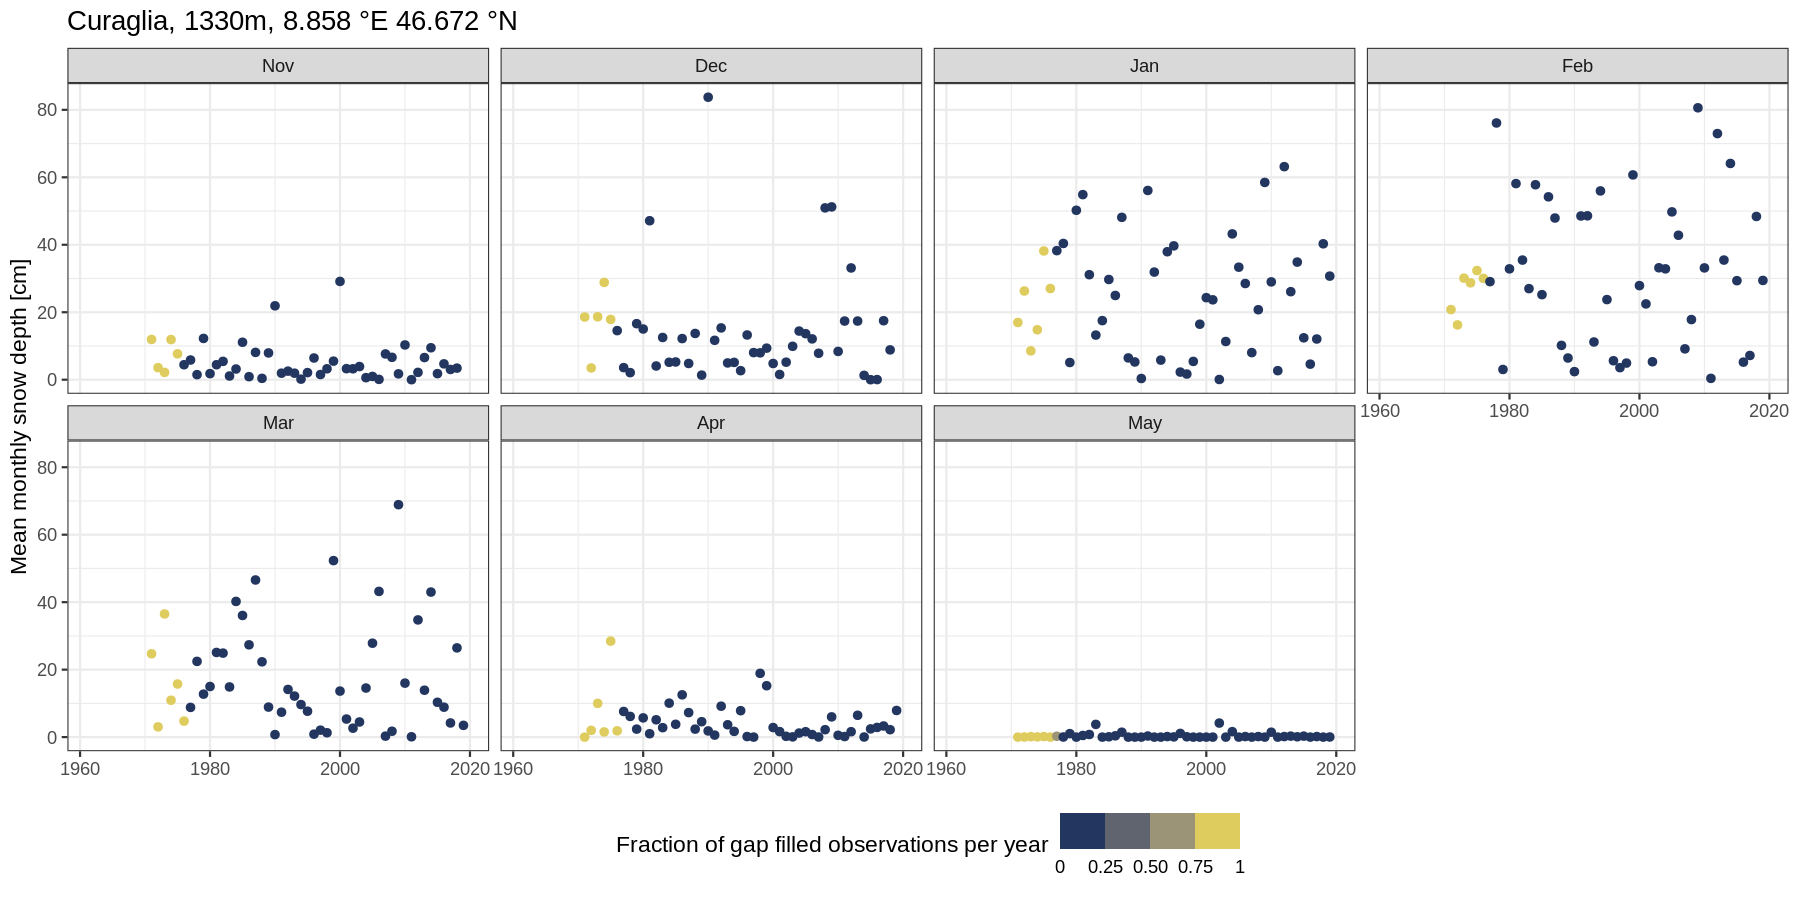 Curaglia, 1330m, 8.858 °E 46.672 °N
Nov
Dec
Jan
Feb
Mean monthly snow depth [cm]
80
60
40
20
0
1960 1980 2000 2020
Mar
Apr
May
80
60
40
20
0
1960 1980 2000 2020
1960 1980 2000 2020
1960 1980 2000 2020
Fraction of gap filled observations per year
0 0.25 0.50 0.75 1